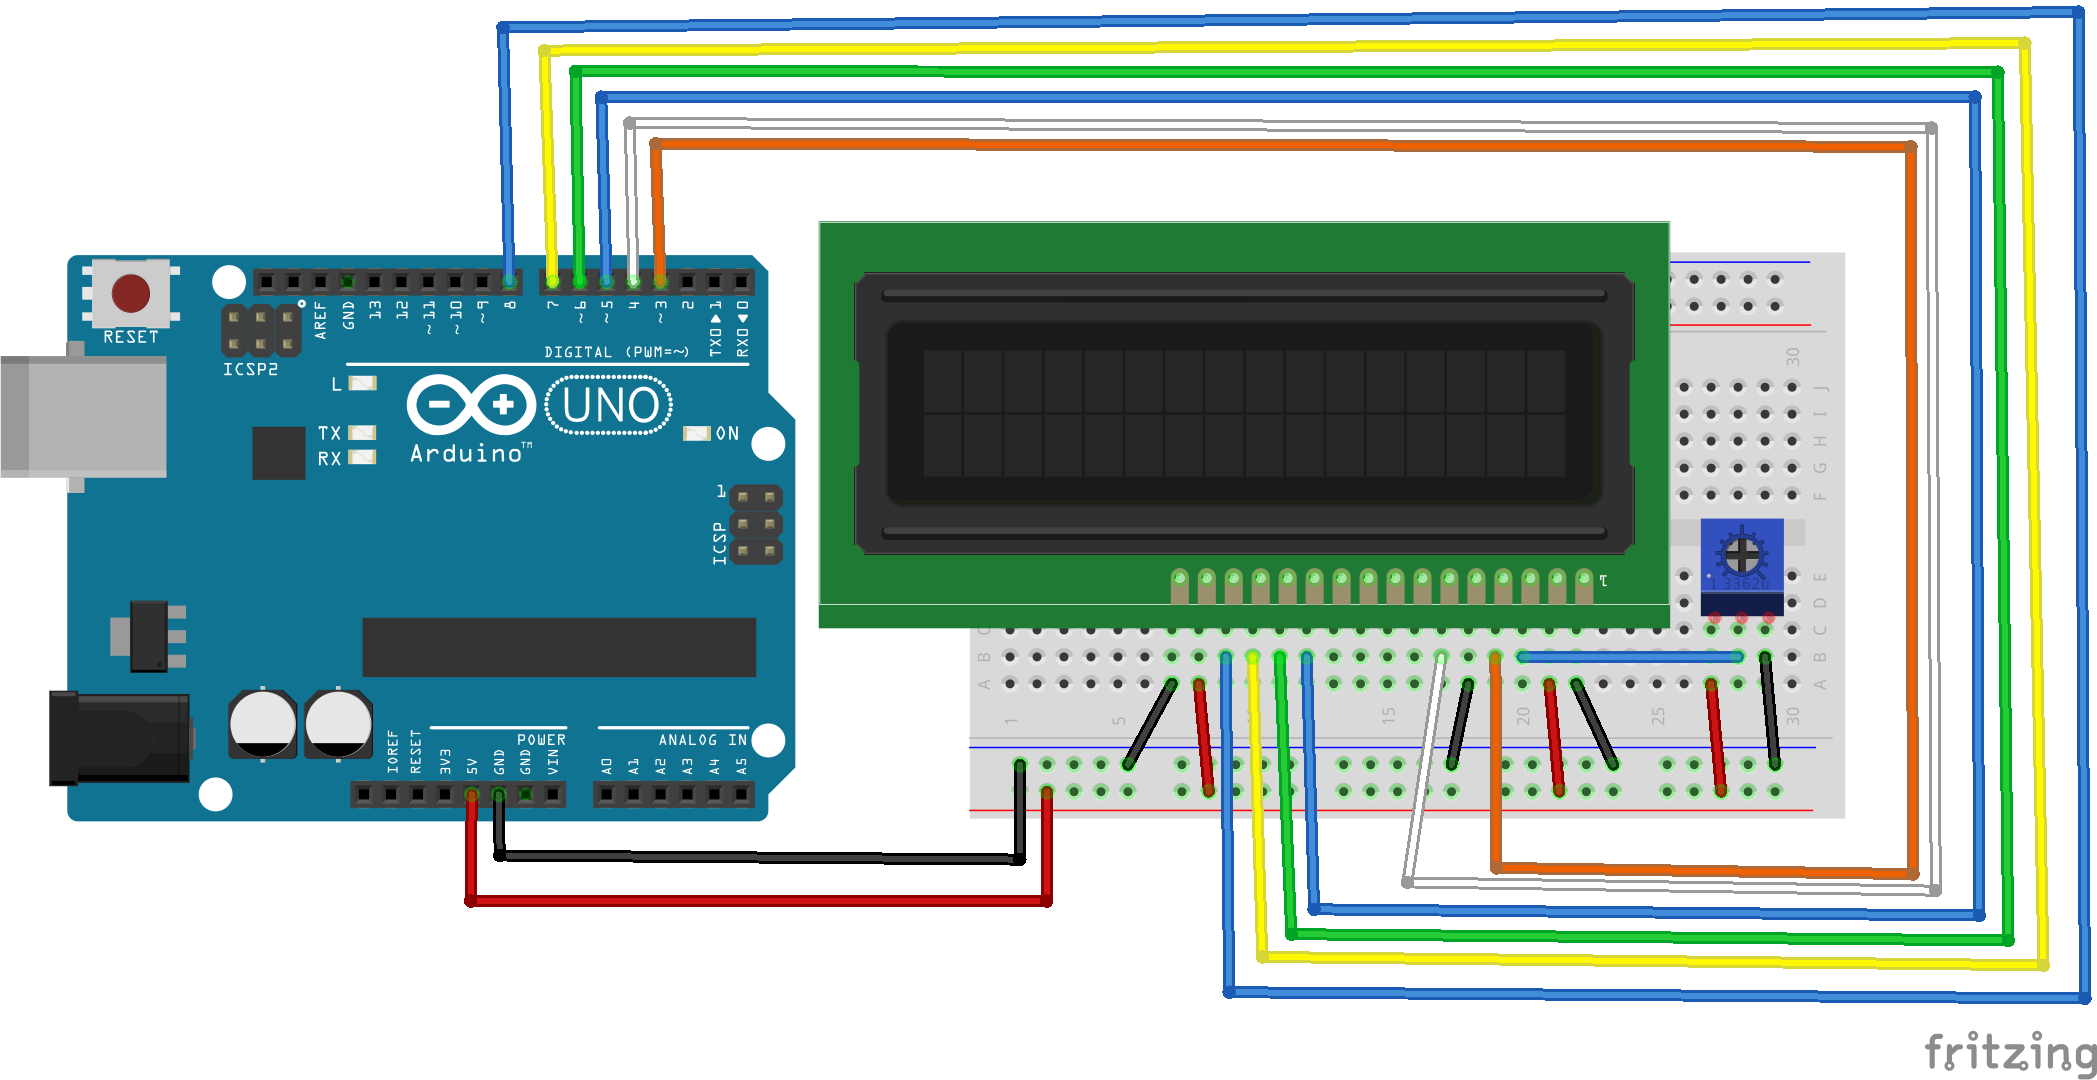 RESET
ICSP2
AREF
GND
13
12
~11
~10
~9
8
7
~6
~5
4
~3
2
TX0▶1
RX0◀0
DIGITAL (PWM=~)
L
TX
RX
Arduino™
UNO
ON
1
ICSP
IOREF
RESET
3V3
5V
GND
GND
VIN
POWER
ANALOG IN
A0
A1
A2
A3
A4
A5
1
30
J
I
H
G
F
E
D
C
B
A
C
B
A
1
5
15
20
25
30
fritzing